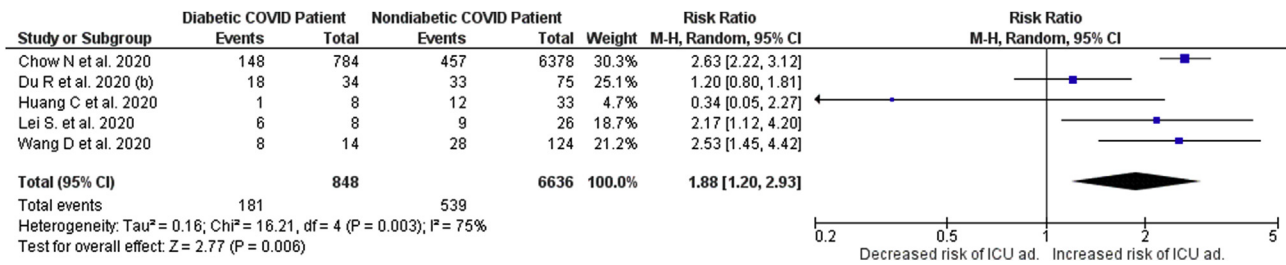 Diabetic COVID Patient Nondiabetic COVID Patient Risk Ratio Risk Ratio
Study or Subgroup Events Total Events Total Weight M-H, Random, 95% CI M-H, Random, 95% CI
Chow N et al. 2020 148 784 457 6378 30.3% 2.63 [2.22, 3.12]
Du R et al. 2020 (b) 18 34 33 75 25.1% 1.20 [0.80, 1.81]
Huang C et al. 2020 1 8 12 33 4.7% 0.34 [0.05, 2.27]
Lei S. et al. 2020 6 8 9 26 18.7% 2.17 [1.12, 4.20]
Wang D et al. 2020 8 14 28 124 21.2% 2.53 [1.45, 4.42]
Total (95% CI) 848 6636 100.0% 1.88 [1.20, 2.93]
Total events 181 539
Heterogeneity: Tau² = 0.16; Chi² = 16.21, df = 4 (P = 0.003); I² = 75%
Test for overall effect: Z = 2.77 (P = 0.006)
0.2 0.5 1 2 5
Decreased risk of ICU ad. Increased risk of ICU ad.